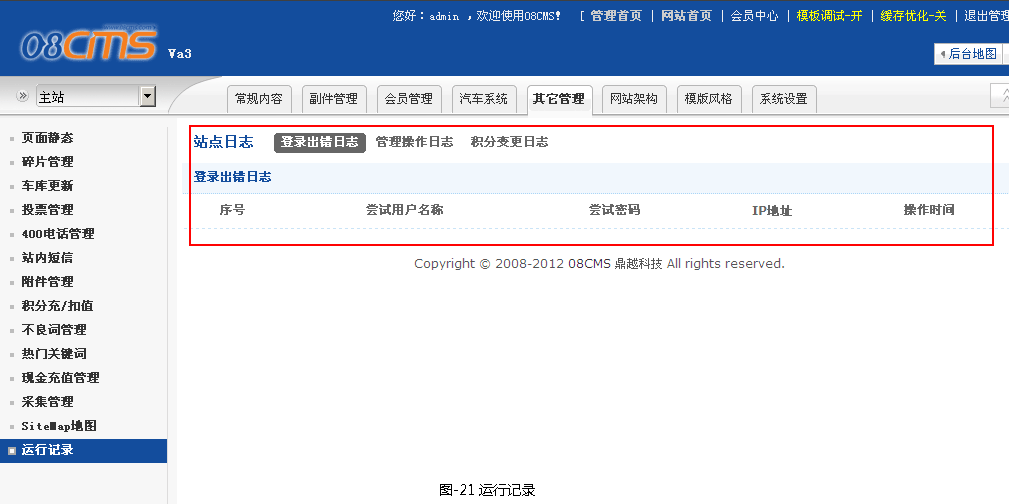 您好：admin ，欢迎使用08CMS！ [ 管理首页 | 网站首页 | 会员中心 | 模板调试-开 | 缓存优化-关 | 退出管理
08CMS Va3
后台地图
主站
常规内容 副件管理 会员管理 汽车系统 其它管理 网站架构 模版风格 系统设置
页面静态
碎片管理
车库更新
投票管理
400电话管理
站内短信
附件管理
积分充/扣值
不良词管理
热门关键词
现金充值管理
采集管理
SiteMap地图
运行记录
站点日志 登录出错日志 管理操作日志 积分变更日志
登录出错日志
序号 尝试用户名称 尝试密码 IP地址 操作时间
Copyright © 2008-2012 08CMS 鼎越科技 All rights reserved.
图-21 运行记录